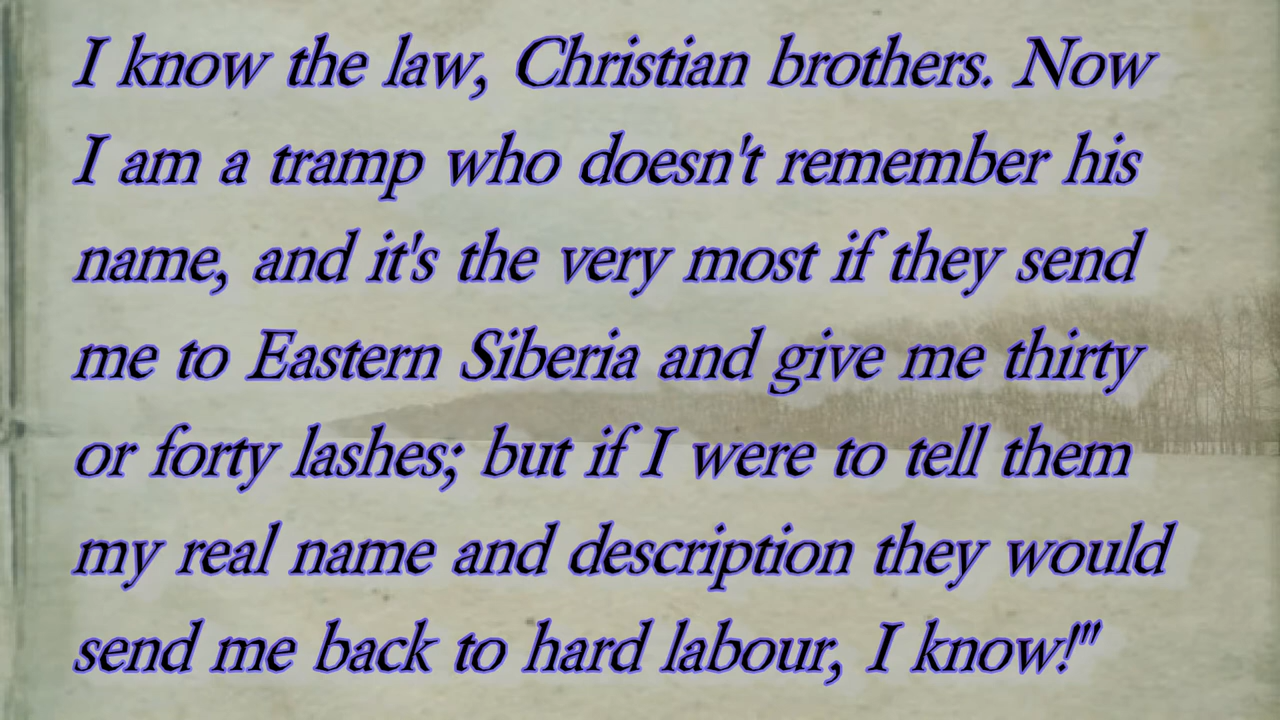 I know the law, Christian brothers. Now
I am a tramp who doesn't remember his
name, and it's the very most if they send
me to Eastern Siberia and give me thirty
or forty lashes; but if I were to tell them
my real name and description they would
send me back to hard labour, I know!"